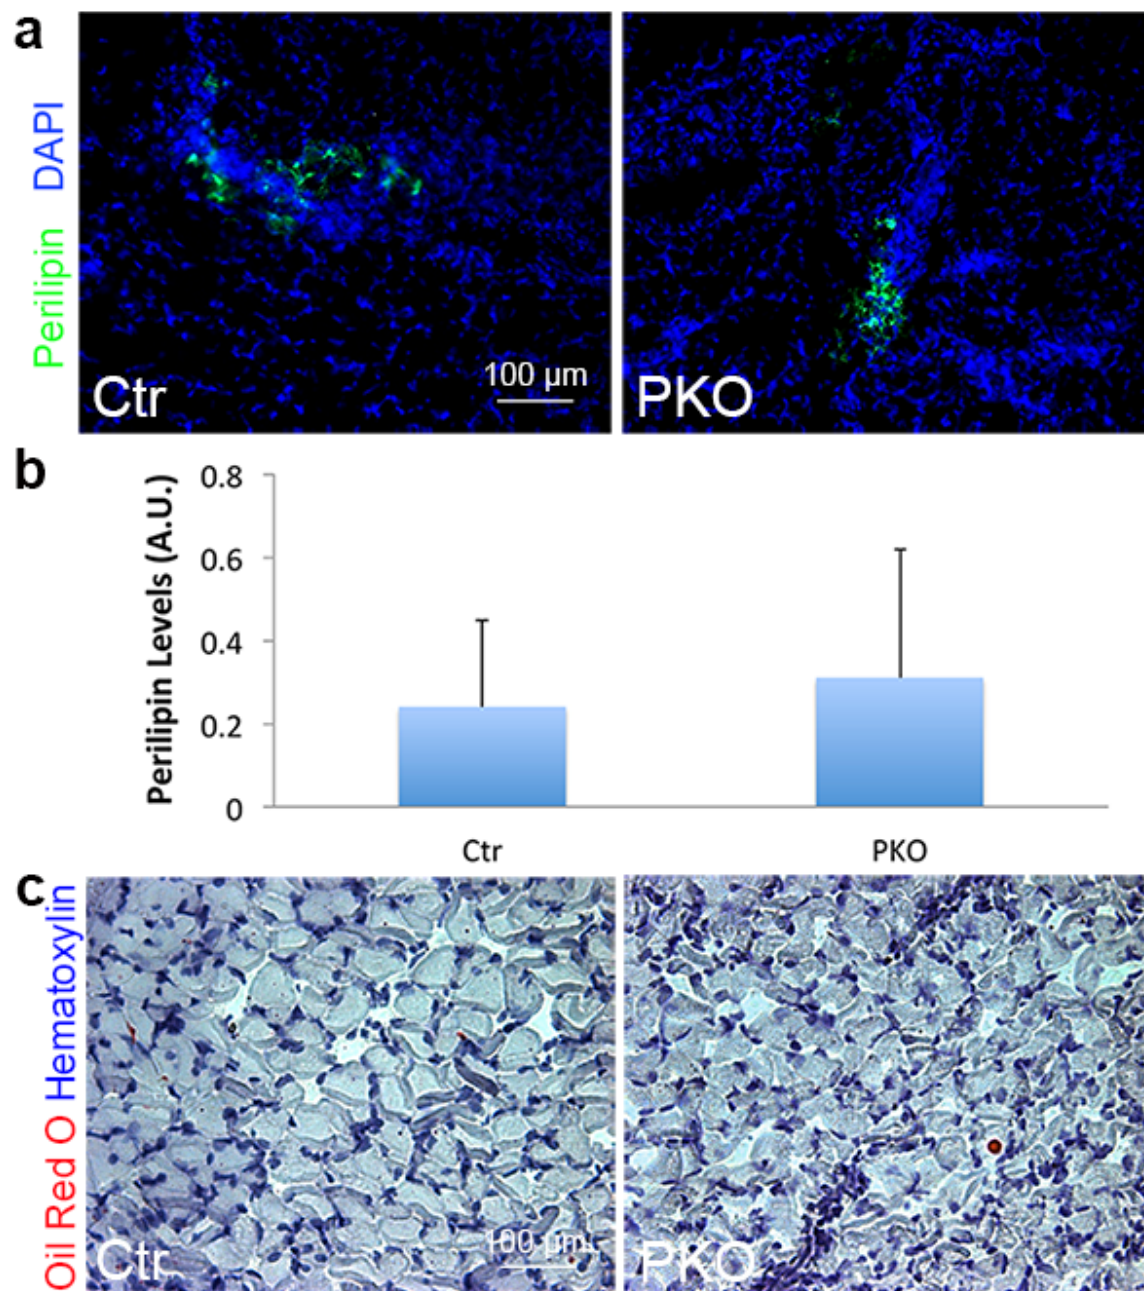 a
Perilipin DAPI
Ctr
100 µm
PKO
b
Perilipin Levels (A.U.)
0.8
0.6
0.4
0.2
0
Ctr
PKO
c
Oil Red O Hematoxylin
Ctr
100 µm
PKO